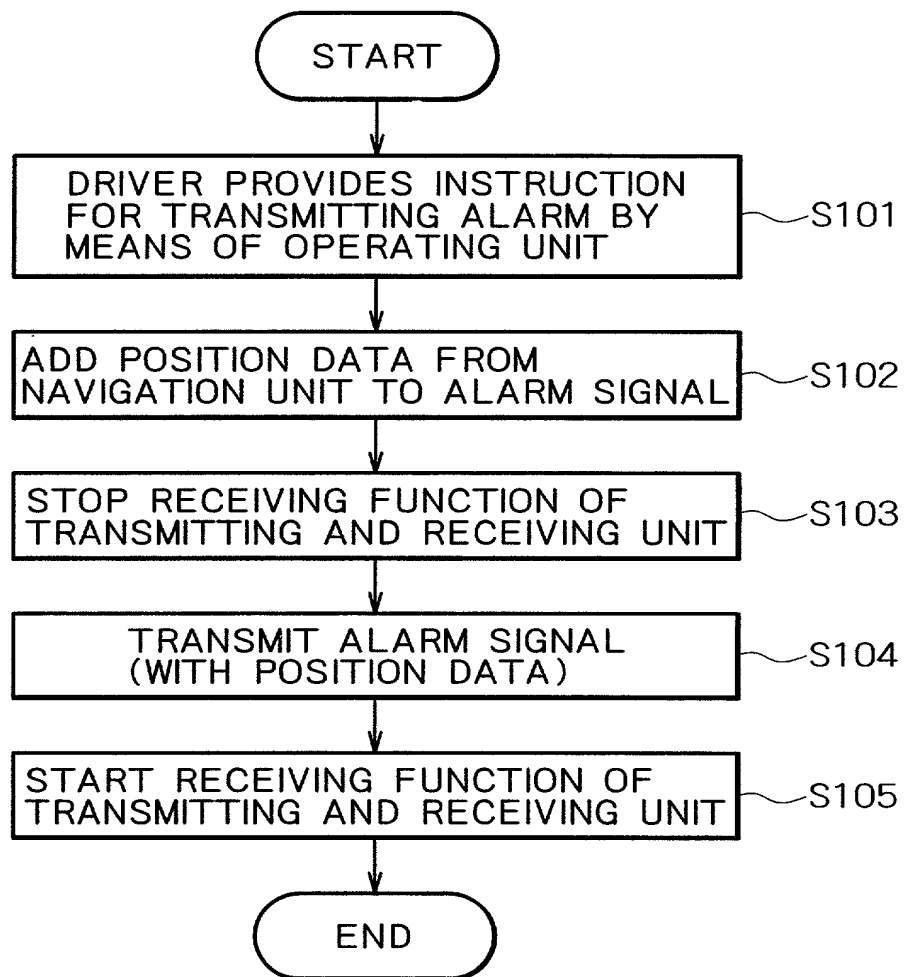 START
DRIVER PROVIDES INSTRUCTION
FOR TRANSMITTING ALARM BY
MEANS OF OPERATING UNIT
S101
ADD POSITION DATA FROM
NAVIGATION UNIT TO ALARM SIGNAL
S102
STOP RECEIVING FUNCTION OF
TRANSMITTING AND RECEIVING UNIT
S103
TRANSMIT ALARM SIGNAL
(WITH POSITION DATA)
S104
START RECEIVING FUNCTION OF
TRANSMITTING AND RECEIVING UNIT
S105
END